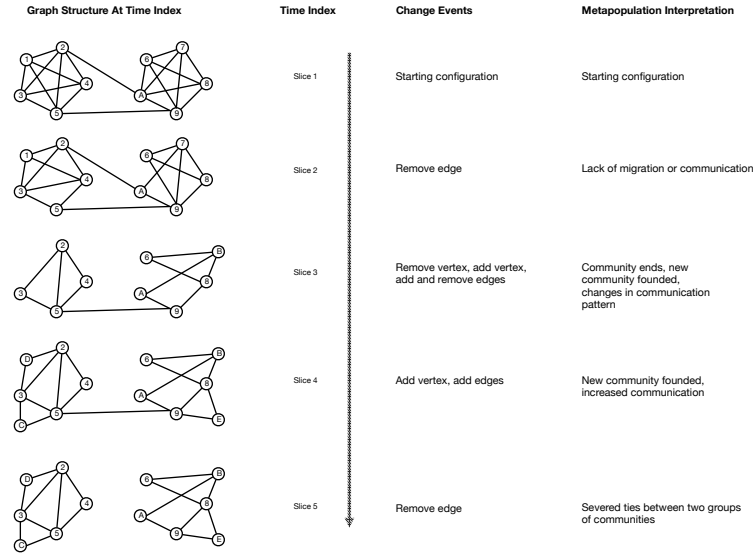 Graph Structure At Time Index Time Index Change Events Metapopulation Interpretation
1 2 3 4 5 6 7 8 9 A
Slice 1 Starting configuration Starting configuration
1 2 3 4 5 6 7 8 9 A
Slice 2 Remove edge Lack of migration or communication
2 3 4 5 6 B 8 9 A
Slice 3 Remove vertex, add vertex, Community ends, new
add and remove edges community founded,
changes in communication
pattern
D 2 3 4 5 C 6 B 8 9 A E
Slice 4 Add vertex, add edges New community founded,
increased communication
D 2 3 4 5 C 6 B 8 9 A E
Slice 5 Remove edge Severed ties between two groups
of communities